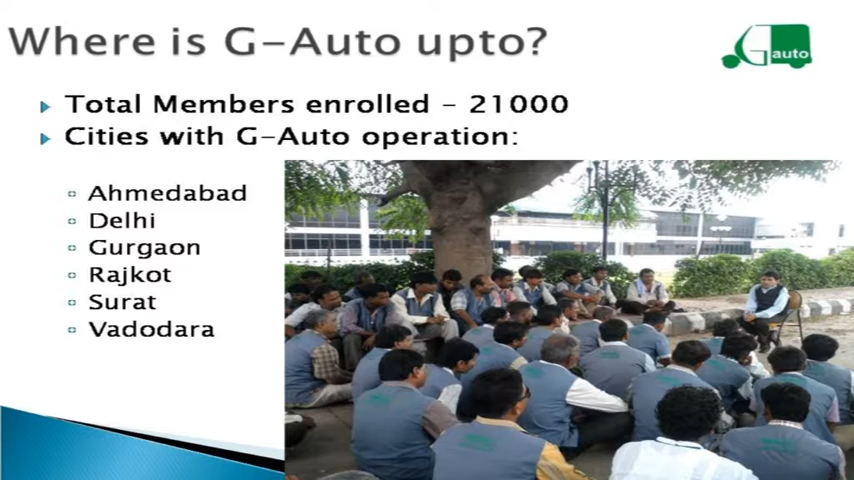 Where is G-Auto upto?
G auto
Total Members enrolled - 21000
Cities with G-Auto operation:
Ahmedabad
Delhi
Gurgaon
Rajkot
Surat
Vadodara